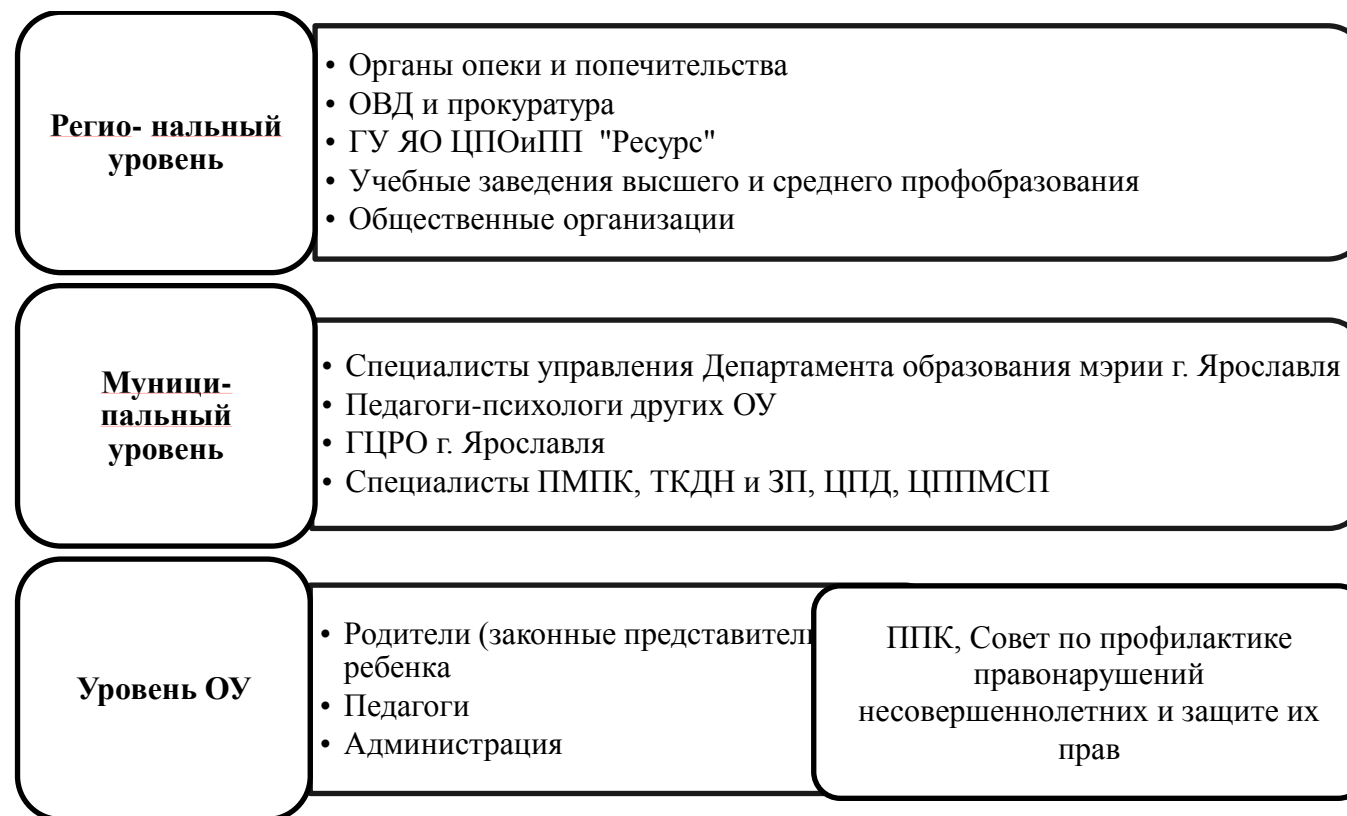 Регио- нальный
уровень
• Органы опеки и попечительства
• ОВД и прокуратура
• ГУ ЯО ЦПОиПП "Ресурс"
• Учебные заведения высшего и среднего профобразования
• Общественные организации
Муници-
пальный
уровень
• Специалисты управления Департамента образования мэрии г. Ярославля
• Педагоги-психологи других ОУ
• ГЦРО г. Ярославля
• Специалисты ПМПК, ТКДН и ЗП, ЦПД, ЦППМСП
Уровень ОУ
• Родители (законные
ребенка
• Педагоги
• Администрация
ППК, Совет по профилактике
правонарушений
несовершеннолетних и защите их
прав